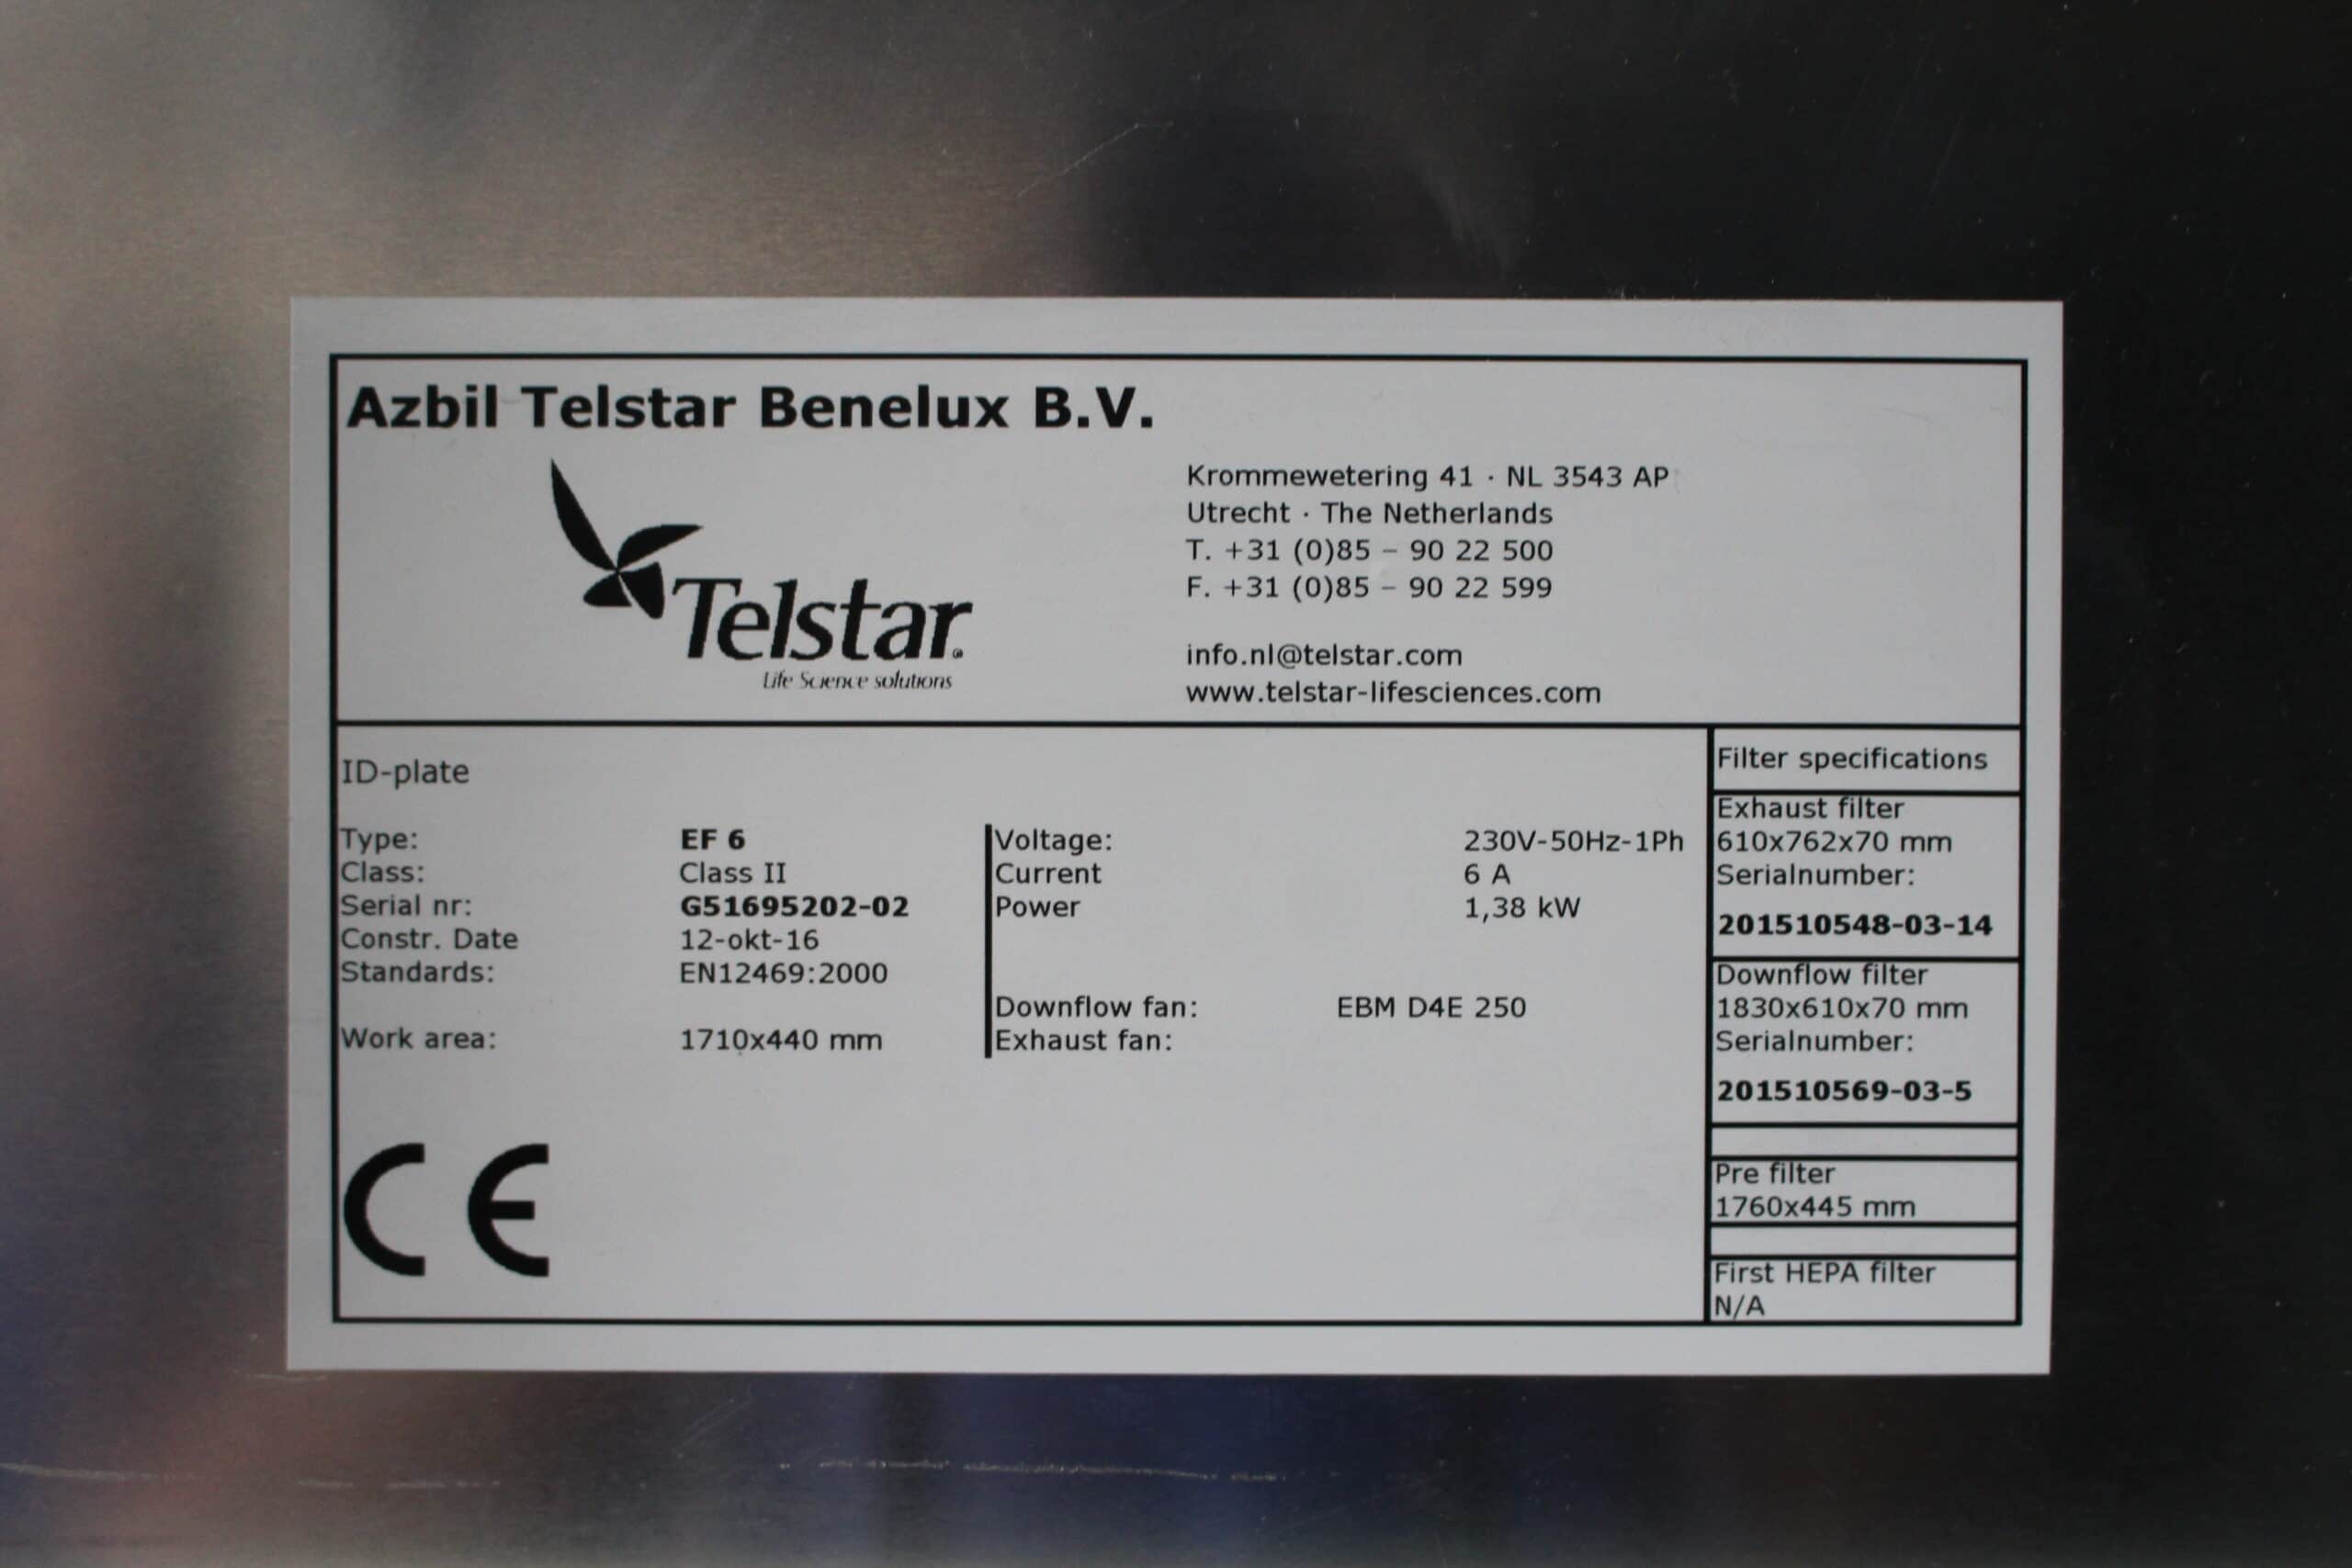 Azbil Telstar Benelux B.V.
Telstar®
Life Science solutions
Krommewetering 41 · NL 3543 AP
Utrecht · The Netherlands
T. +31 (0)85 – 90 22 500
F. +31 (0)85 – 90 22 599
info.nl@telstar.com
www.telstar-lifesciences.com
ID-plate
Type: EF 6
Class: Class II
Serial nr: G51695202-02
Constr. Date 12-okt-16
Standards: EN12469:2000
Work area: 1710x440 mm
Voltage: 230V-50Hz-1Ph
Current 6 A
Power 1,38 kW
Downflow fan: EBM D4E 250
Exhaust fan:
CE
Filter specifications
Exhaust filter
610x762x70 mm
Serialnumber:
201510548-03-14
Downflow filter
1830x610x70 mm
Serialnumber:
201510569-03-5
Pre filter
1760x445 mm
First HEPA filter
N/A